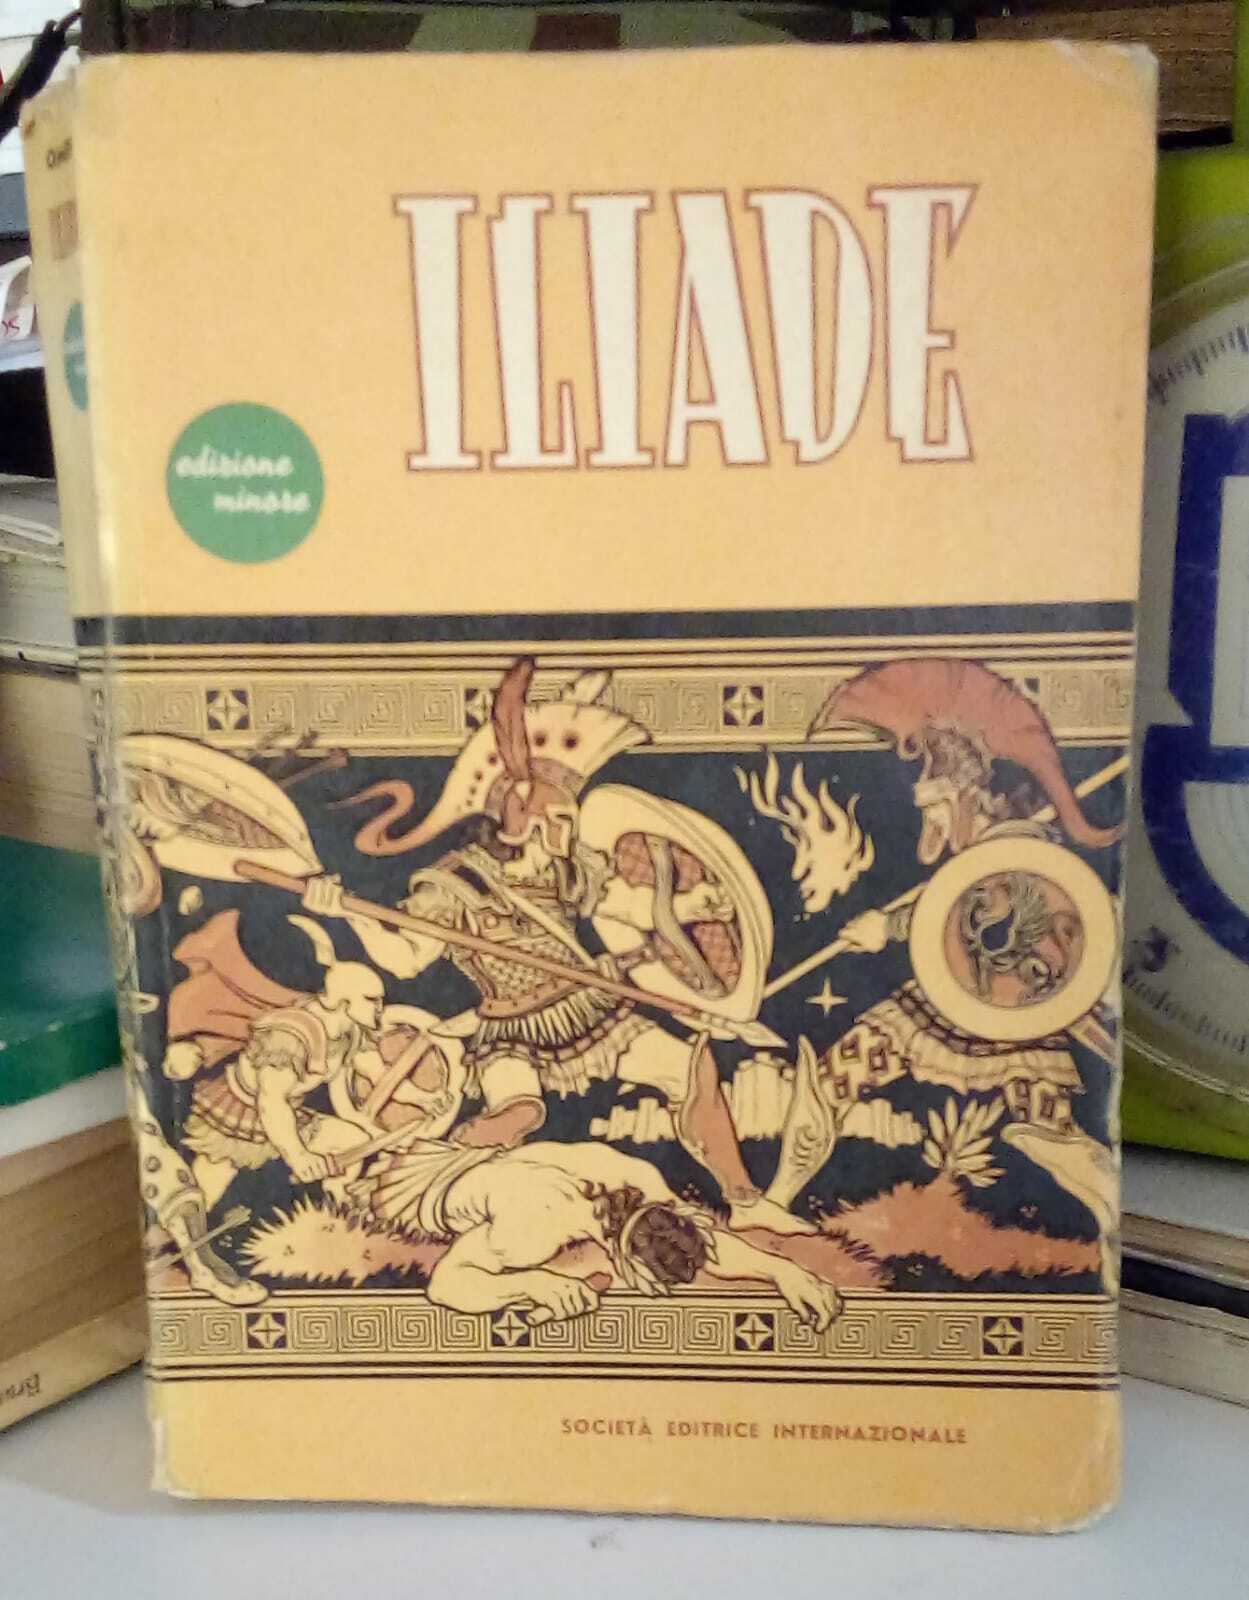 ILIADE
edizione
minore
SOCIETÀ EDITRICE INTERNAZIONALE